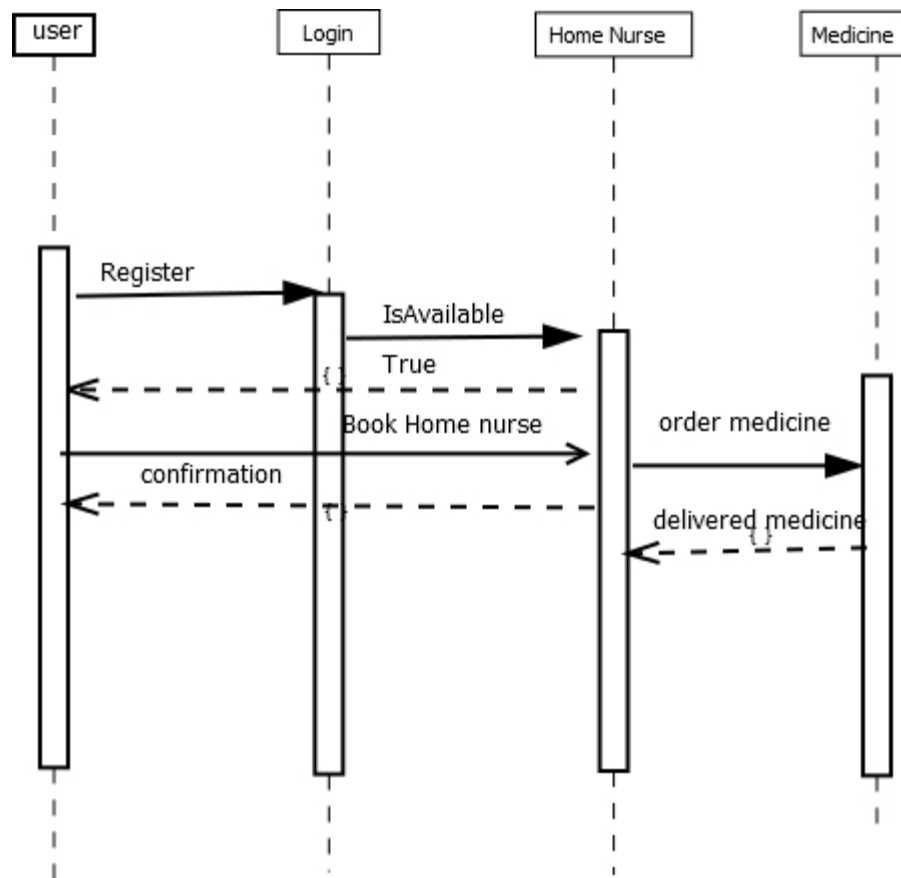 user
Login
Home Nurse
Medicine
Register
IsAvailable
True
{ }
Book Home nurse
order medicine
confirmation
{ }
delivered medicine
{ }